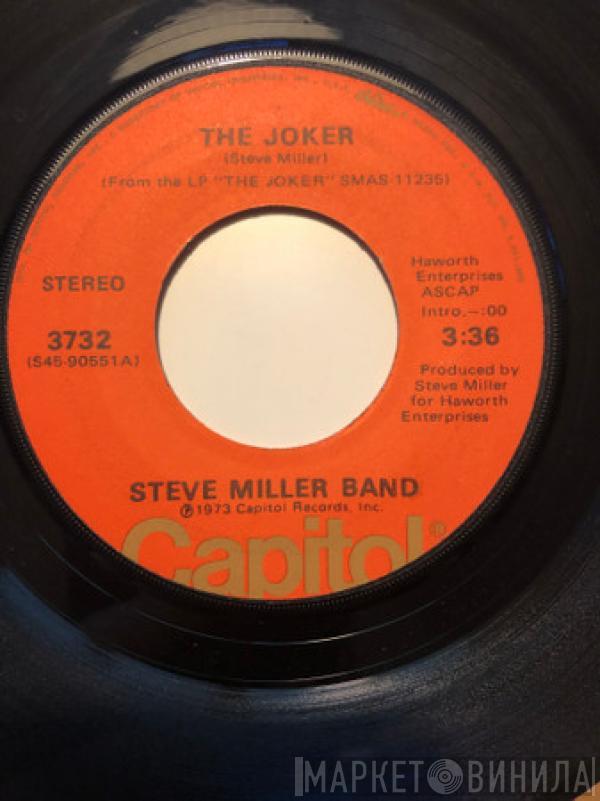 THE JOKER
(Steve Miller)
(From the LP "THE JOKER" SMAS-11235)
STEREO
3732
(S45-90551A)
Haworth
Enterprises
ASCAP
Intro.-:00
3:36
Produced by
Steve Miller
for Haworth
Enterprises
STEVE MILLER BAND
℗1973 Capitol Records, Inc.
Capitol®
МАРКЕТ ВИНИЛА